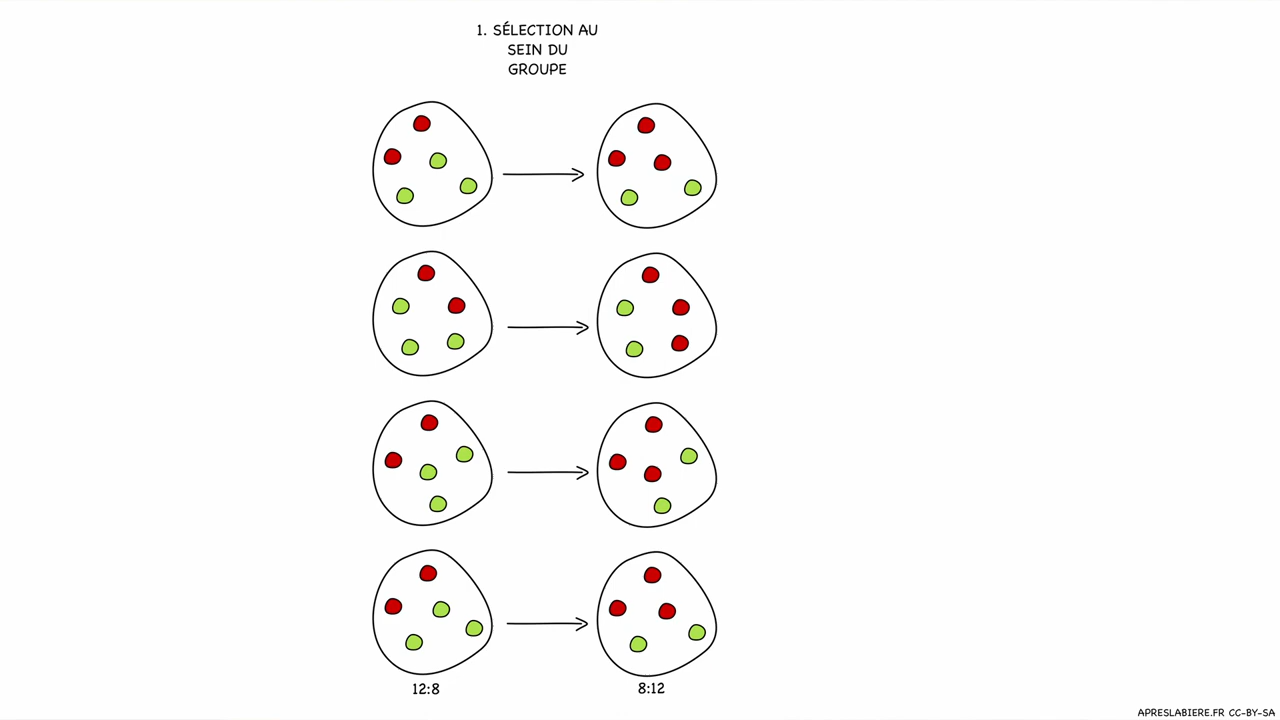 1. SÉLECTION AU
SEIN DU
GROUPE
12:8
8:12
APRESLABIERE.FR CC-BY-SA